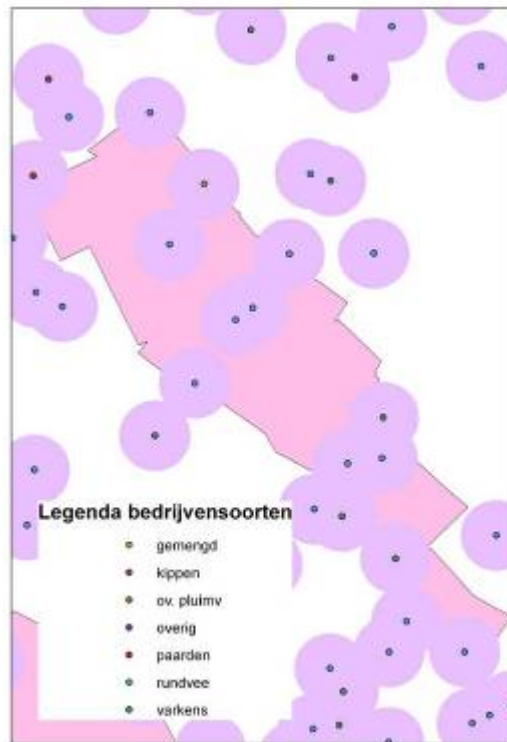 Legenda bedrijvensoorten
gemengd
kippen
ov. pluimv
overig
paarden
rundvee
varkens